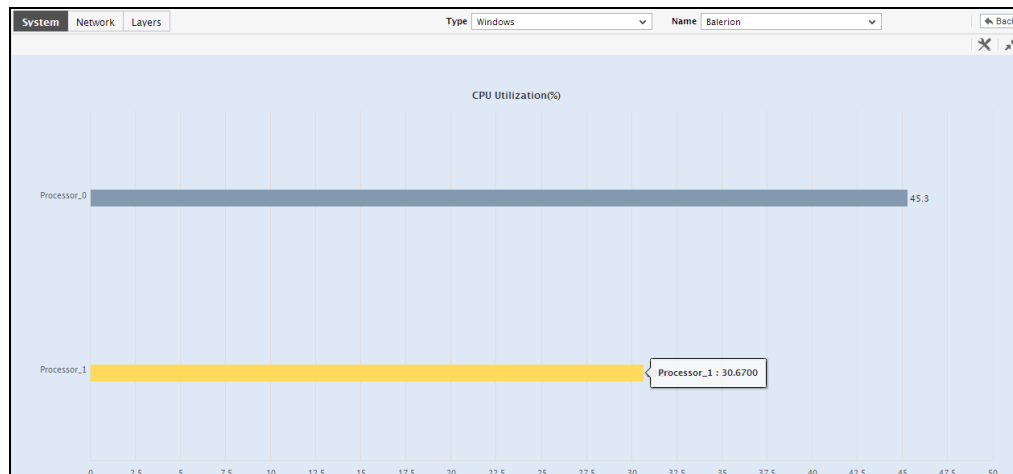 System Network Layers Type Windows Name Balerion Back
CPU Utilization(%)
Processor_0 45.3
Processor_1 Processor_1 : 30.6700
0 2.5 5 7.5 10 12.5 15 17.5 20 22.5 25 27.5 30 32.5 35 37.5 40 42.5 45 47.5 50